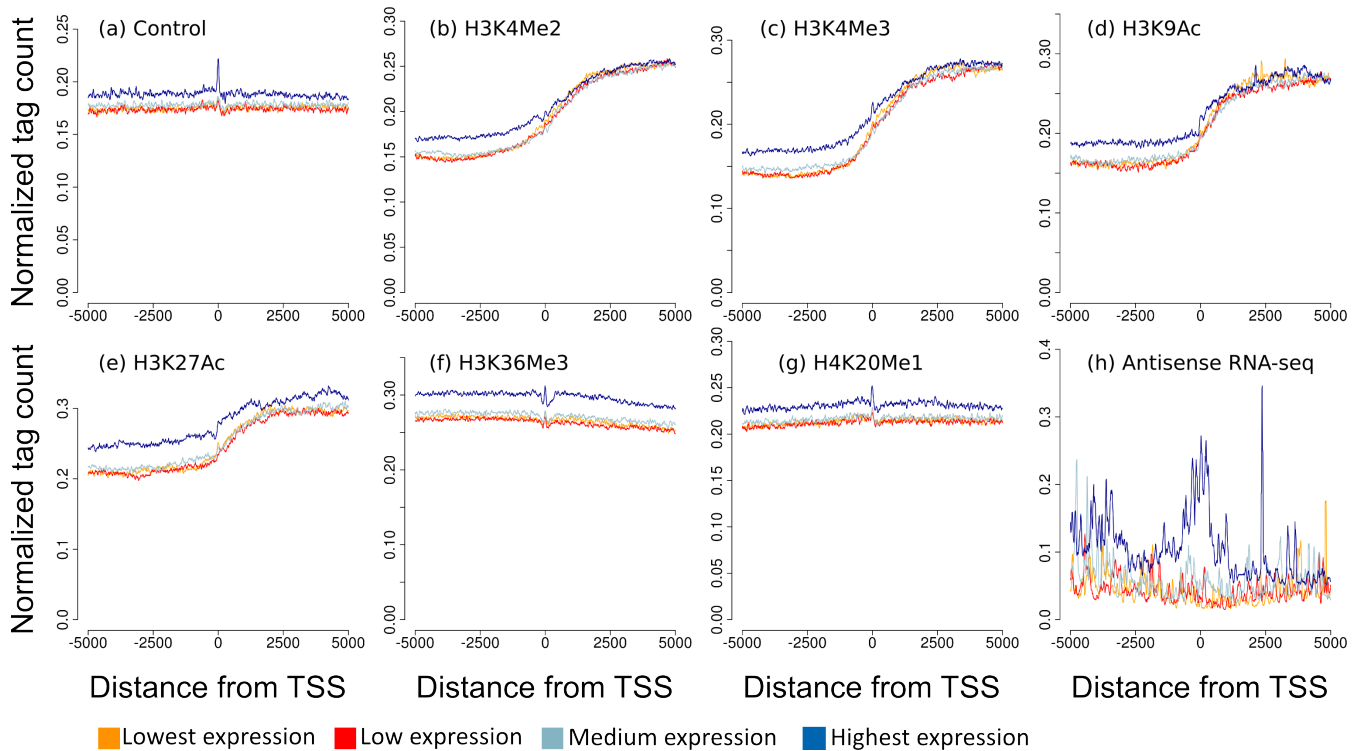 Normalized tag count
(a) Control
0.25
0.20
0.15
0.10
0.05
0.00
-5000 -2500 0 2500 5000
(b) H3K4Me2
0.30
0.25
0.20
0.15
0.10
0.05
0.00
-5000 -2500 0 2500 5000
(c) H3K4Me3
0.30
0.20
0.10
0.00
-5000 -2500 0 2500 5000
(d) H3K9Ac
0.30
0.20
0.10
0.00
-5000 -2500 0 2500 5000
Normalized tag count
(e) H3K27Ac
0.3
0.2
0.1
0.0
-5000 -2500 0 2500 5000
(f) H3K36Me3
0.30
0.20
0.10
0.00
-5000 -2500 0 2500 5000
(g) H4K20Me1
0.30
0.25
0.20
0.15
0.10
0.05
0.00
-5000 -2500 0 2500 5000
(h) Antisense RNA-seq
0.4
0.3
0.2
0.1
0.0
-5000 -2500 0 2500 5000
Distance from TSS
Distance from TSS
Distance from TSS
Distance from TSS
Lowest expression
Low expression
Medium expression
Highest expression